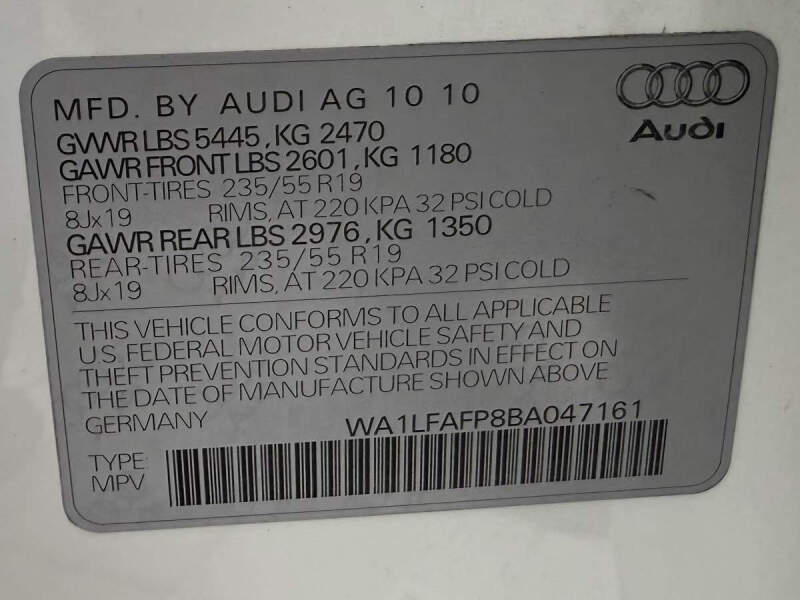 MFD. BY AUDI AG 10 10
Audi
GVWR LBS 5445, KG 2470
GAWR FRONT LBS 2601, KG 1180
FRONT-TIRES 235/55 R19
8Jx19 RIMS, AT 220 KPA 32 PSI COLD
GAWR REAR LBS 2976, KG 1350
REAR-TIRES 235/55 R19
8Jx19 RIMS, AT 220 KPA 32 PSI COLD
THIS VEHICLE CONFORMS TO ALL APPLICABLE
U.S. FEDERAL MOTOR VEHICLE SAFETY AND
THEFT PREVENTION STANDARDS IN EFFECT ON
THE DATE OF MANUFACTURE SHOWN ABOVE
GERMANY WA1LFAFP8BA047161
TYPE:
MPV